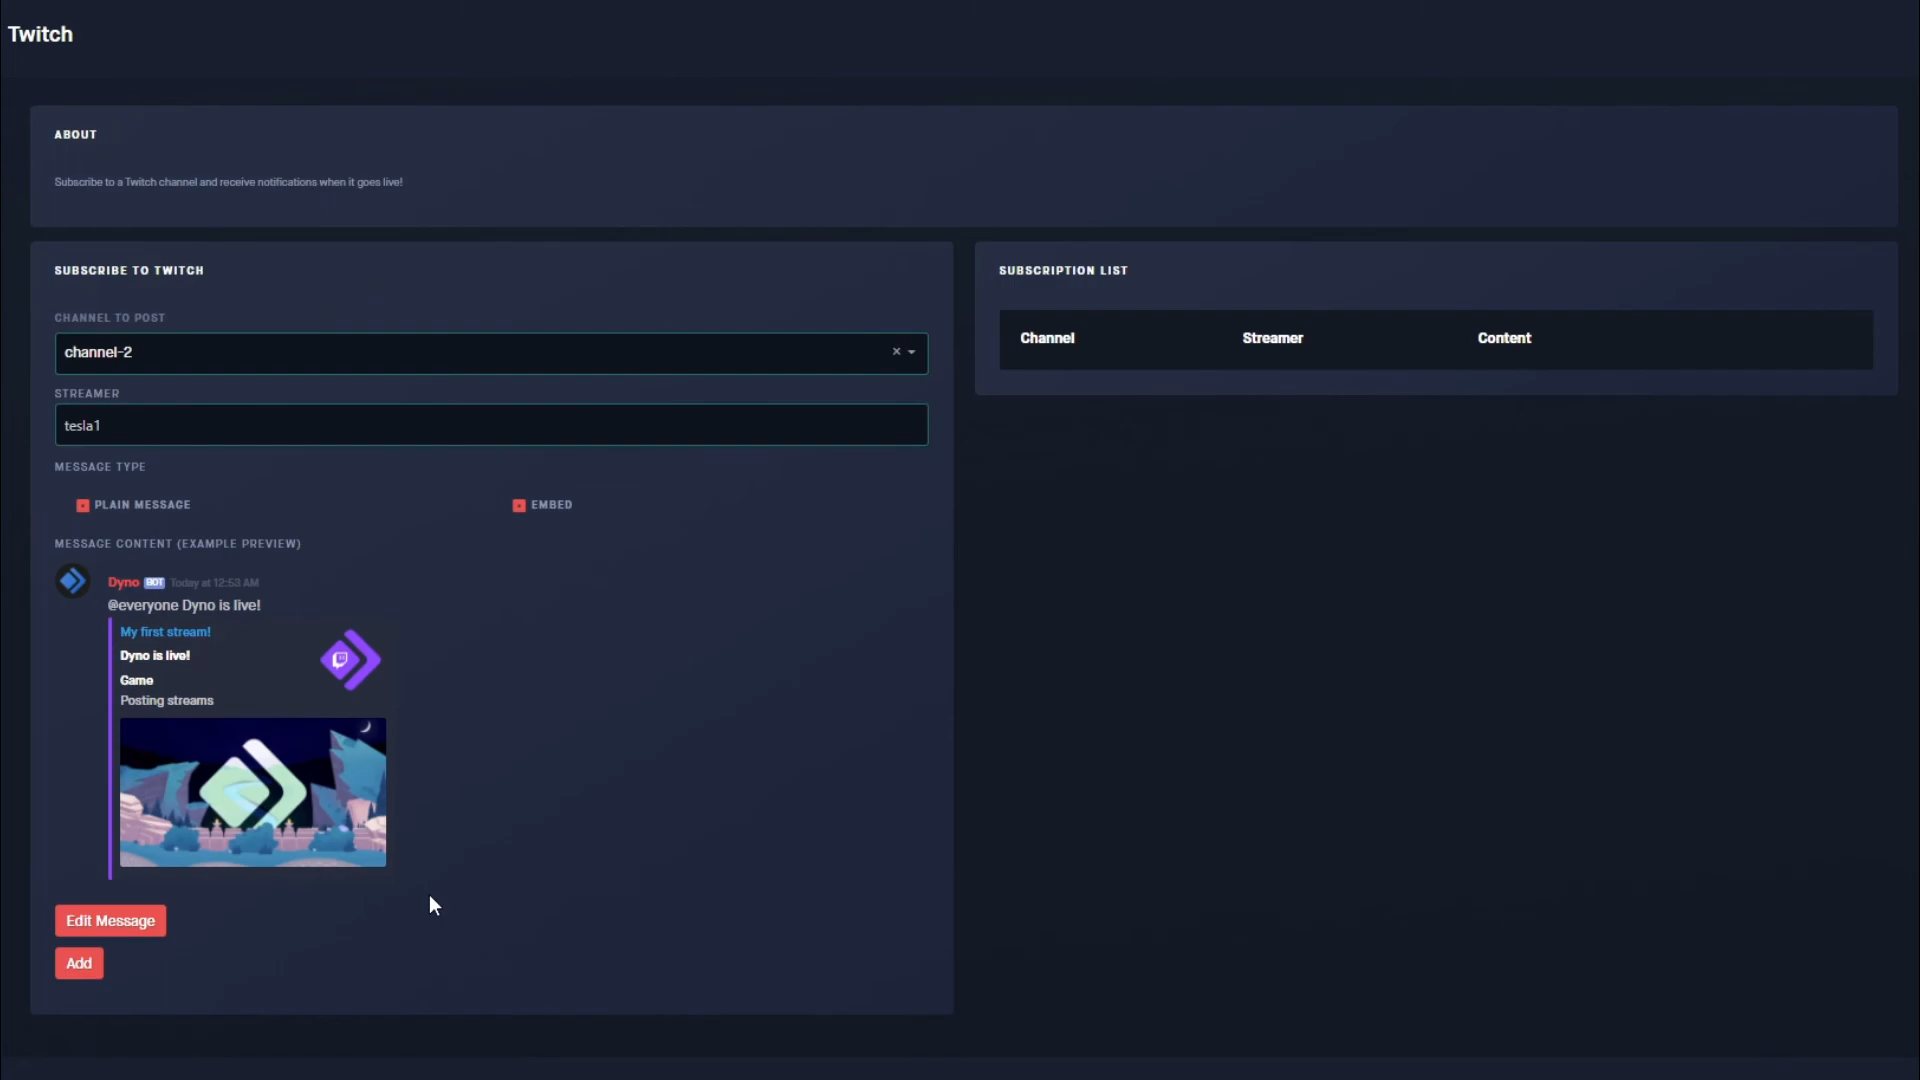 Twitch
ABOUT
Subscribe to a Twitch channel and receive notifications when it goes live!
SUBSCRIBE TO TWITCH
CHANNEL TO POST
channel-2
STREAMER
tesla1
MESSAGE TYPE
PLAIN MESSAGE
EMBED
MESSAGE CONTENT (EXAMPLE PREVIEW)
Dyno BOT Today at 12:53 AM
@everyone Dyno is live!
My first stream!
Dyno is live!
Game
Posting streams
Edit Message
Add
SUBSCRIPTION LIST
Channel Streamer Content